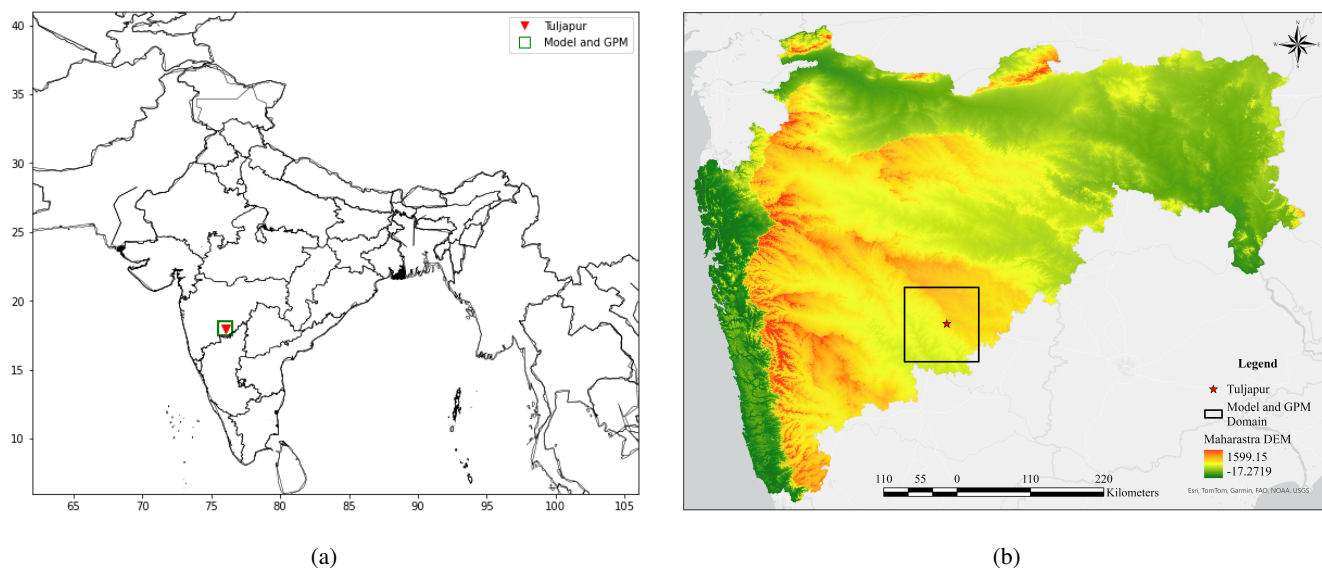 40
35
30
25
20
15
10
65 70 75 80 85 90 95 100 105
Tuljapur
Model and GPM
(a)
N
W E
S
Legend
Tuljapur
Model and GPM
Domain
Maharastra DEM
1599.15
-17.2719
110 55 0 110 220
Kilometers
Esri, TomTom, Garmin, FAO, NOAA, USGS
(b)